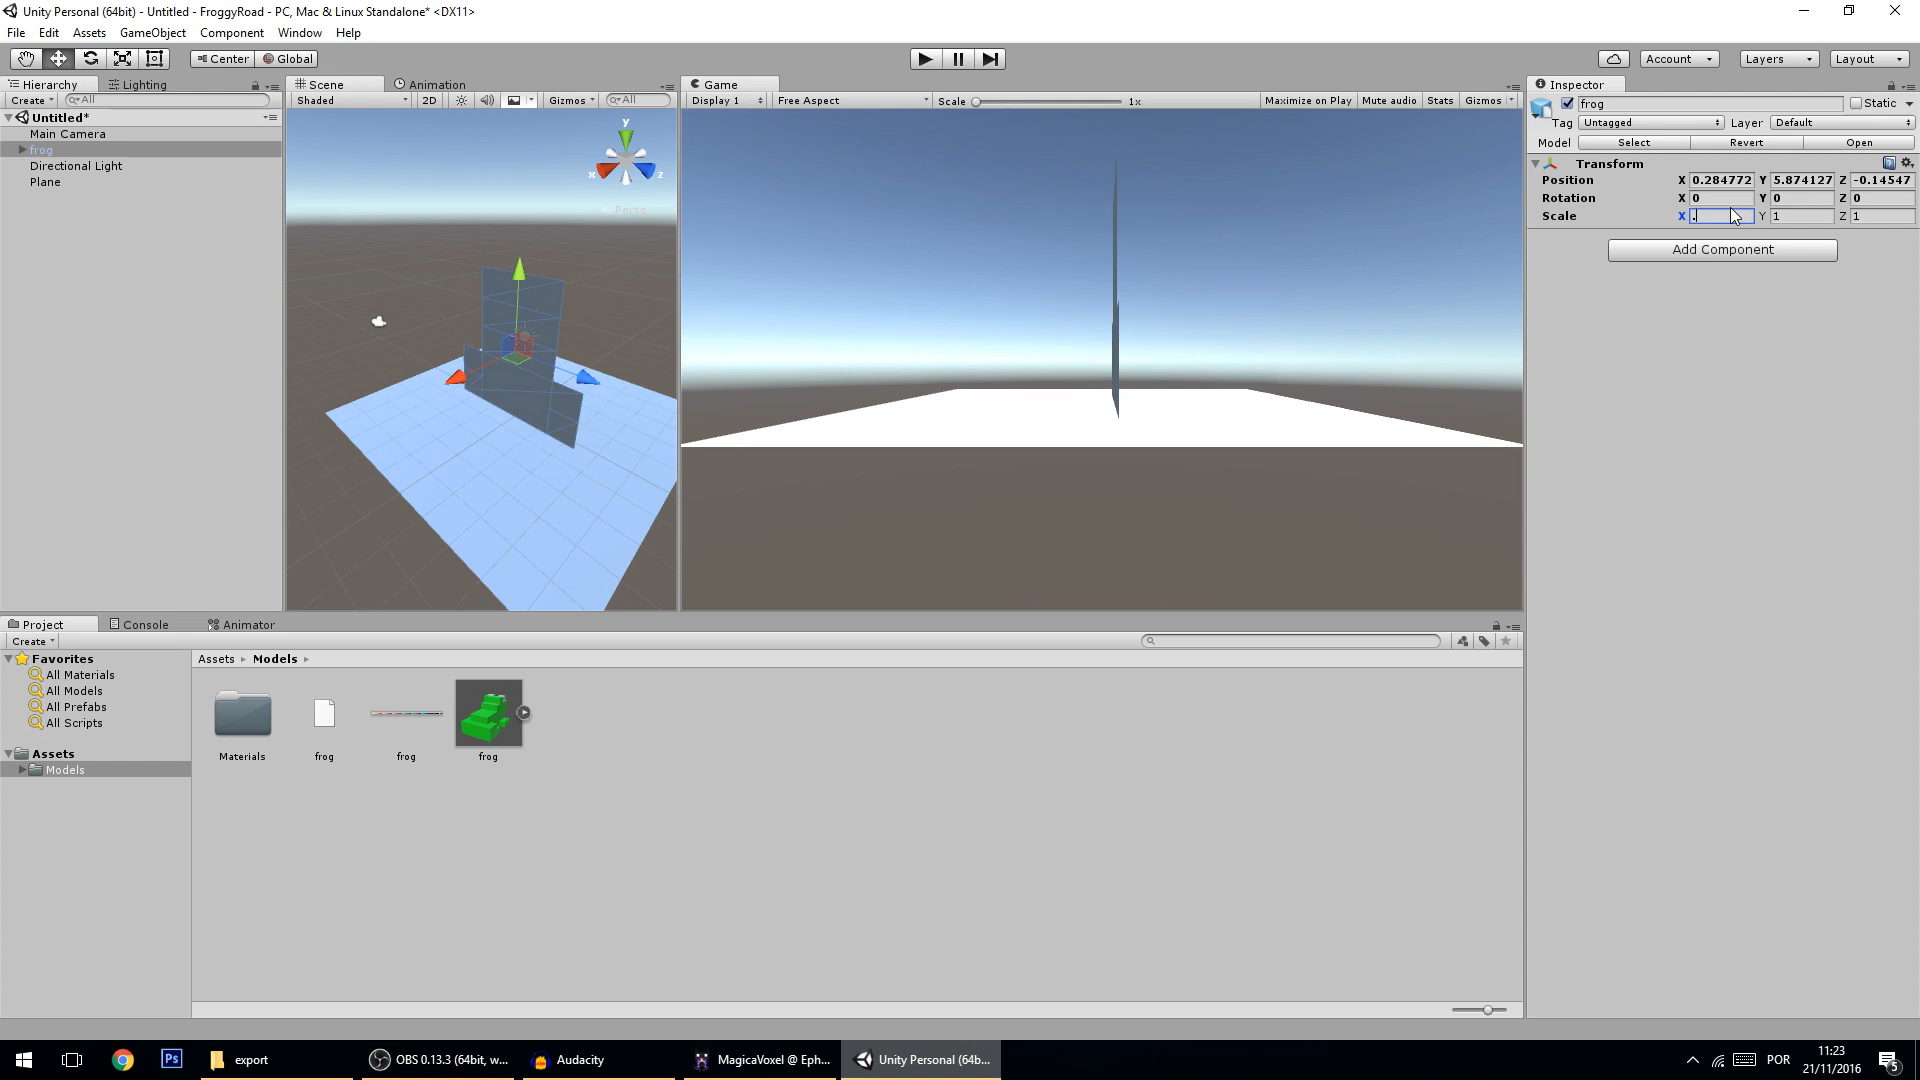 Unity Personal (64bit) - Untitled - FroggyRoad - PC, Mac & Linux Standalone* <DX11>
File Edit Assets GameObject Component Window Help
Center Global Account Layers Layout
Hierarchy Lighting Scene Animation Game Inspector
Create All Shaded 2D Gizmos All Display 1 Free Aspect Scale 1x Maximize on Play Mute audio Stats Gizmos frog Static
Untitled*
Tag Untagged Layer Default
Main Camera
Model Select Revert Open
frog
Transform
Directional Light
Position X 0.284772 Y 5.874127 Z -0.14547
Plane
Rotation X 0 Y 0 Z 0
Scale X . Y 1 Z 1
y
x z
Persp
Add Component
Project Console Animator
Create
Favorites Assets Models
All Materials
All Models
All Prefabs
All Scripts
Assets
Models
Materials frog frog frog
Ps export OBS 0.13.3 (64bit, w... Audacity MagicaVoxel @ Eph... Unity Personal (64b... POR 11:23
21/11/2016 5